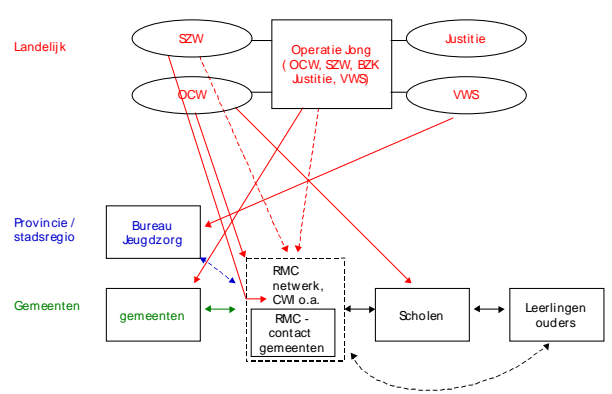 Landelijk
SZW
Operatie Jong
( OCW, SZW, BZK
Justitie, VWS)
Justitie
OCW
VWS
Provincie /
stadsregio
Bureau
Jeugdzorg
Gemeenten
gemeenten
RMC
netwerk,
CWI o.a.
RMC -
contact
gemeenten
Scholen
Leerlingen
ouders